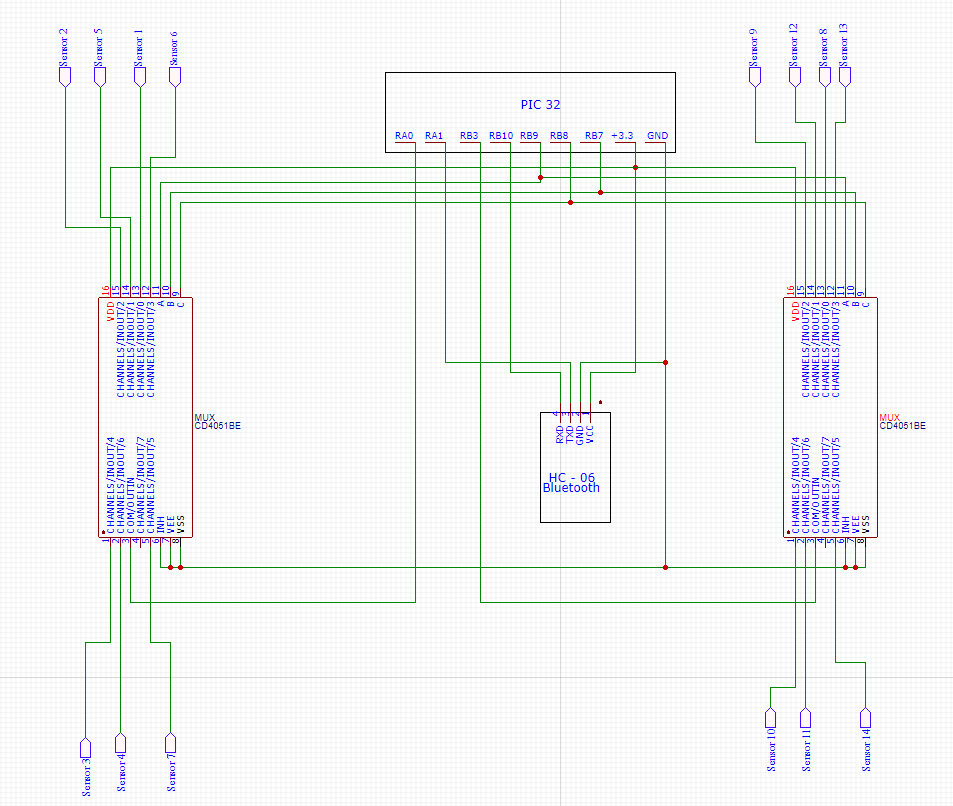 Sensor 2
Sensor 5
Sensor 1
Sensor 6
Sensor 9
Sensor 12
Sensor 8
Sensor 13
PIC 32
RA0 RA1 RB3 RB10 RB9 RB8 RB7 +3.3 GND
16 15 14 13 12 11 10 9
VDD
CHANNELS/INOUT/2
CHANNELS/INOUT/1
CHANNELS/INOUT/0
CHANNELS/INOUT/3
A
B
C
MUX
CD4051BE
CHANNELS/INOUT/4
CHANNELS/INOUT/6
COM/OUTIN
CHANNELS/INOUT/7
CHANNELS/INOUT/5
INH
VEE
VSS
1 2 3 4 5 6 7 8
4 3 2 1
RXD
TXD
GND
VCC
HC - 06
Bluetooth
16 15 14 13 12 11 10 9
VDD
CHANNELS/INOUT/2
CHANNELS/INOUT/1
CHANNELS/INOUT/0
CHANNELS/INOUT/3
A
B
C
MUX
CD4051BE
CHANNELS/INOUT/4
CHANNELS/INOUT/6
COM/OUTIN
CHANNELS/INOUT/7
CHANNELS/INOUT/5
INH
VEE
VSS
1 2 3 4 5 6 7 8
Sensor 3
Sensor 4
Sensor 7
Sensor 10
Sensor 11
Sensor 14